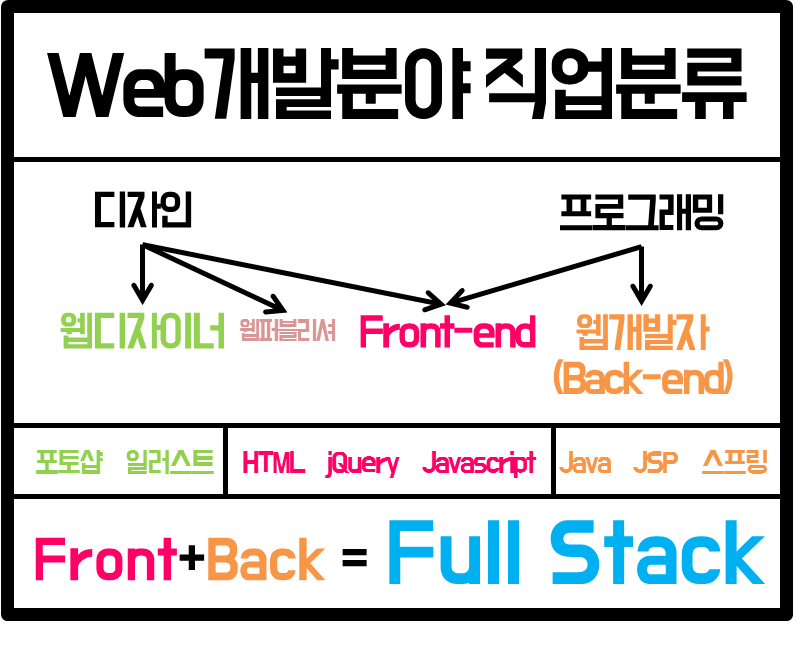 Web개발분야 직업분류
디자인 프로그래밍
웹디자이너 웹퍼블리셔 Front-end 웹개발자
(Back-end)
포토샵 일러스트 HTML jQuery Javascript Java JSP 스프링
Front+Back = Full Stack